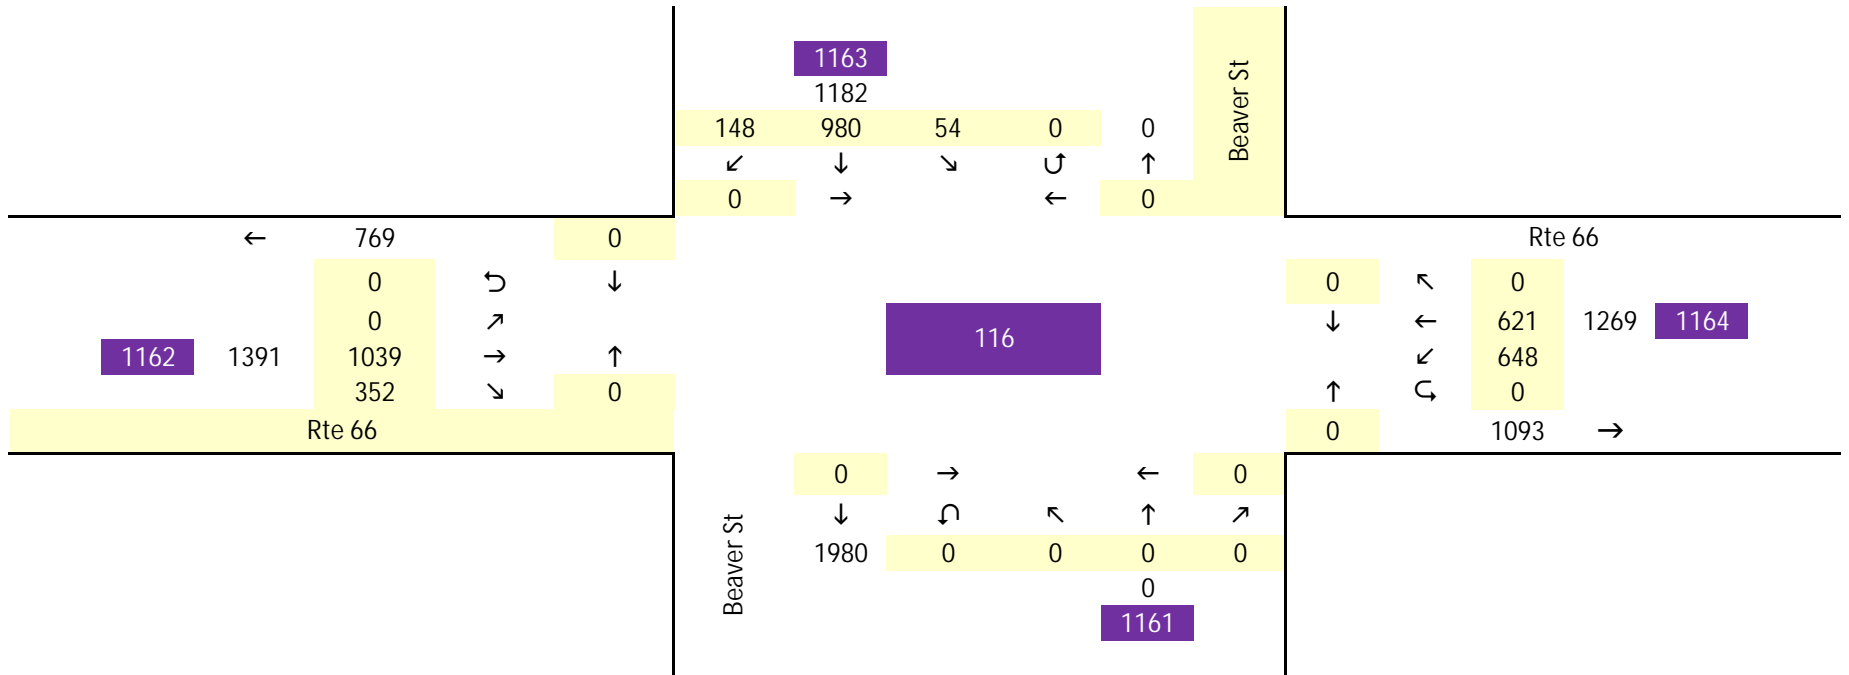 1163
1182
148 980 54 0 0
↙ ↓ ↘ ⮍ ↑
0 → ← 0
Beaver St
← 769 0
Rte 66
0 ⮌ ↓
0 ↖ 0
0 ↗
↓ ← 621 1269 1164
116
1162 1391 1039 → ↑
↙ 648
352 ↘ 0
↑ ⮎ 0
Rte 66
0 1093 →
0 → ← 0
↓ ⮏ ↖ ↑ ↗
Beaver St
1980 0 0 0 0
0
1161